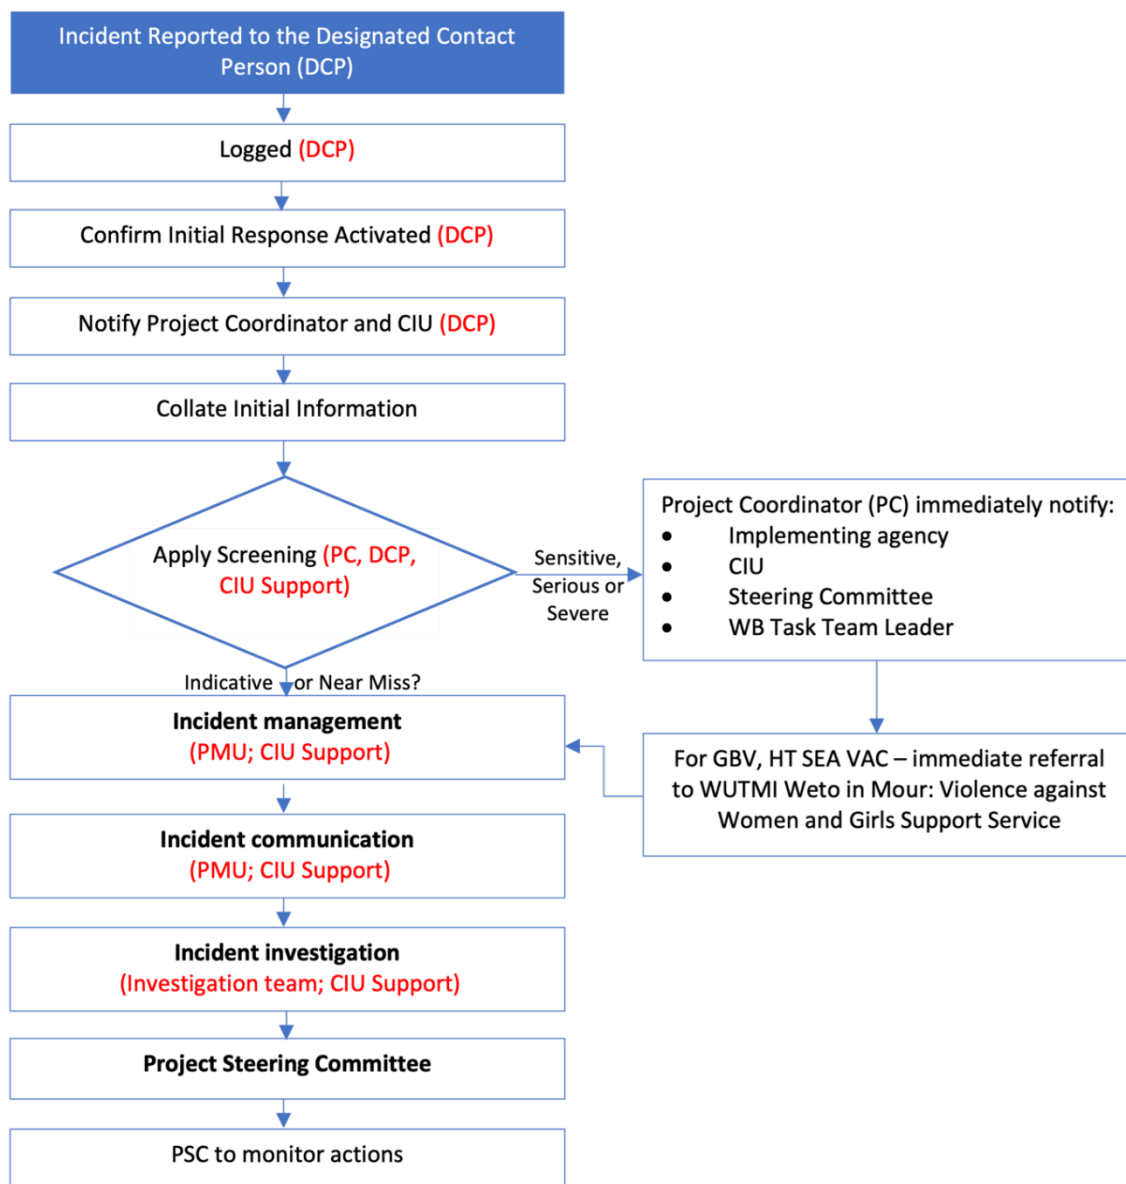 Incident Reported to the Designated Contact
Person (DCP)
Logged (DCP)
Confirm Initial Response Activated (DCP)
Notify Project Coordinator and CIU (DCP)
Collate Initial Information
Apply Screening (PC, DCP,
CIU Support)
Sensitive,
Serious or
Severe
Project Coordinator (PC) immediately notify:
• Implementing agency
• CIU
• Steering Committee
• WB Task Team Leader
For GBV, HT SEA VAC – immediate referral
to WUTMI Weto in Mour: Violence against
Women and Girls Support Service
Indicative or Near Miss?
Incident management
(PMU; CIU Support)
Incident communication
(PMU; CIU Support)
Incident investigation
(Investigation team; CIU Support)
Project Steering Committee
PSC to monitor actions